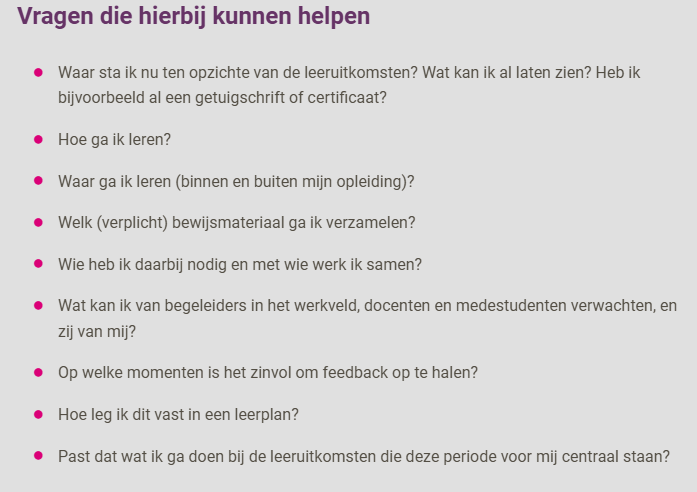 Vragen die hierbij kunnen helpen
Waar sta ik nu ten opzichte van de leeruitkomsten? Wat kan ik al laten zien? Heb ik
bijvoorbeeld al een getuigschrift of certificaat?
Hoe ga ik leren?
Waar ga ik leren (binnen en buiten mijn opleiding)?
Welk (verplicht) bewijsmateriaal ga ik verzamelen?
Wie heb ik daarbij nodig en met wie werk ik samen?
Wat kan ik van begeleiders in het werkveld, docenten en medestudenten verwachten, en
zij van mij?
Op welke momenten is het zinvol om feedback op te halen?
Hoe leg ik dit vast in een leerplan?
Past dat wat ik ga doen bij de leeruitkomsten die deze periode voor mij centraal staan?